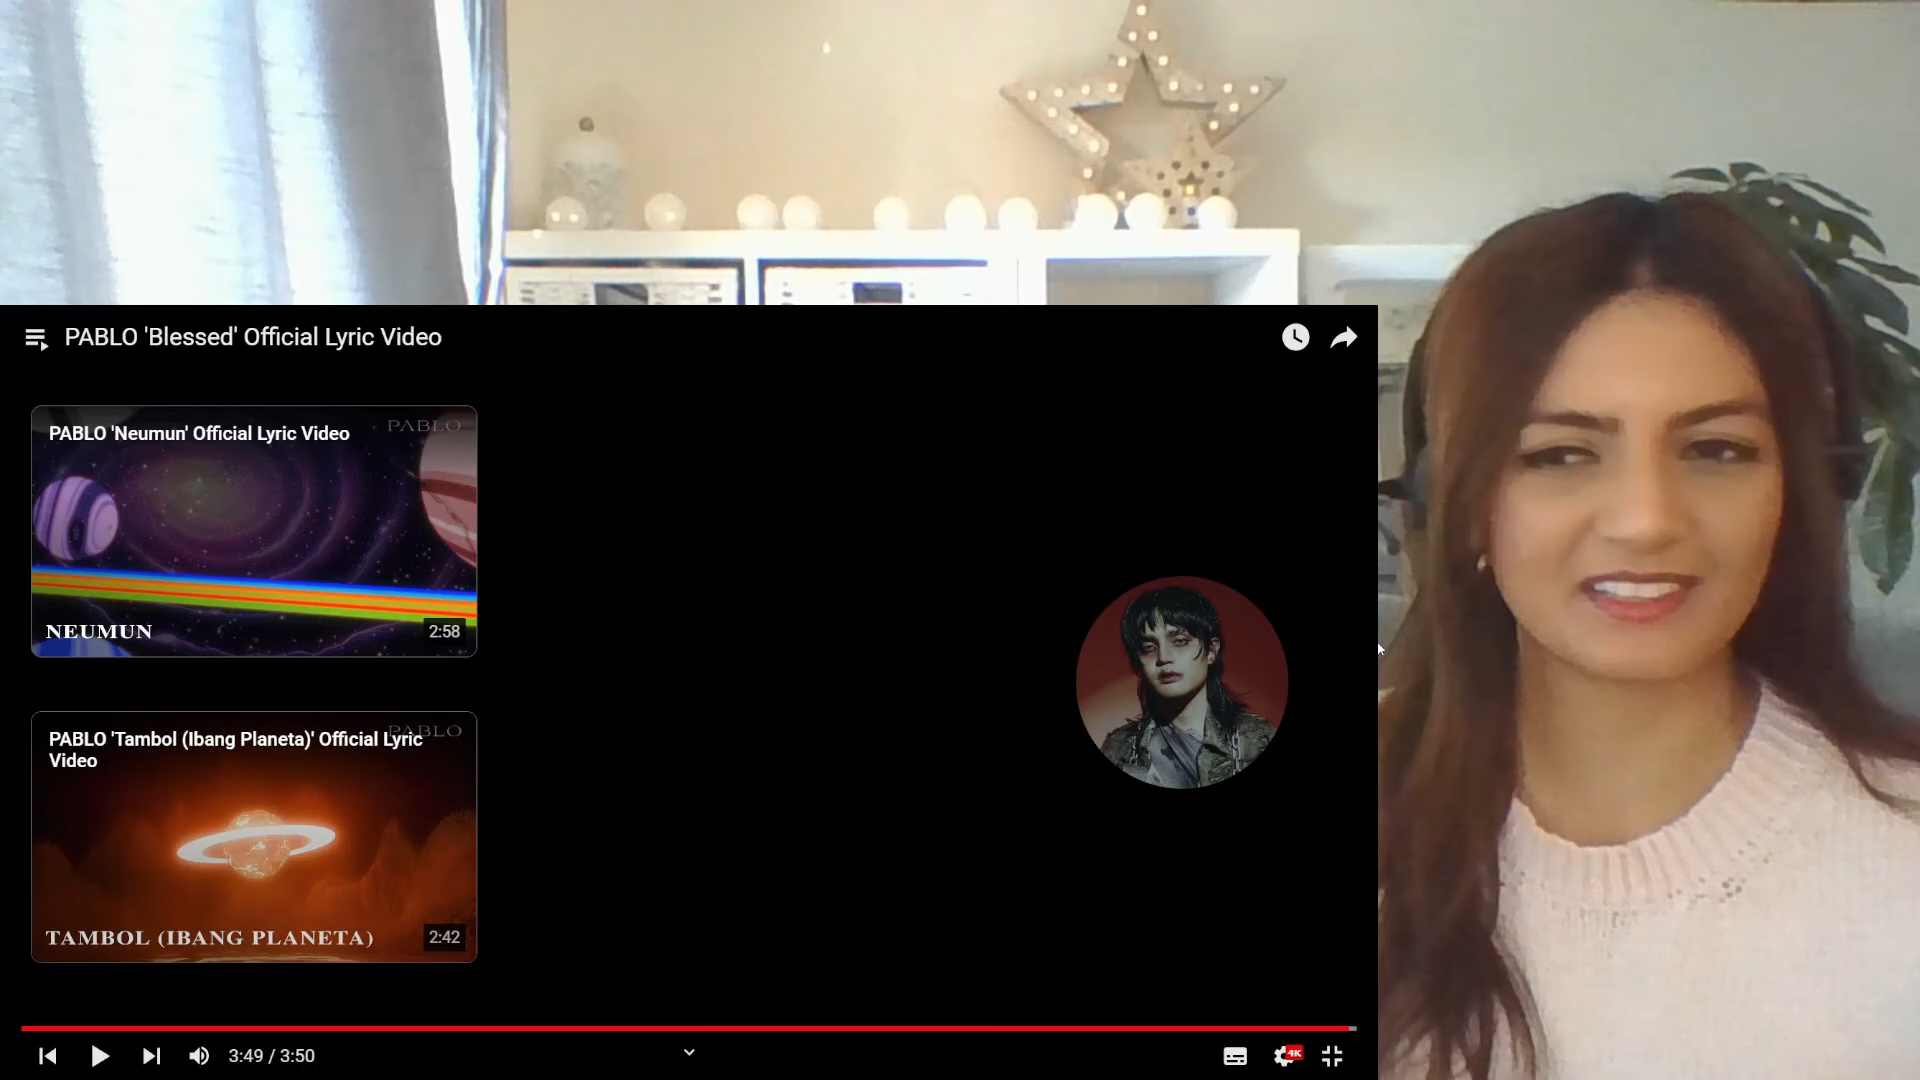 PABLO 'Blessed' Official Lyric Video
PABLO
PABLO 'Neumun' Official Lyric Video
NEUMUN
2:58
PABLO
PABLO 'Tambol (Ibang Planeta)' Official Lyric
Video
TAMBOL (IBANG PLANETA)
2:42
3:49 / 3:50
4K